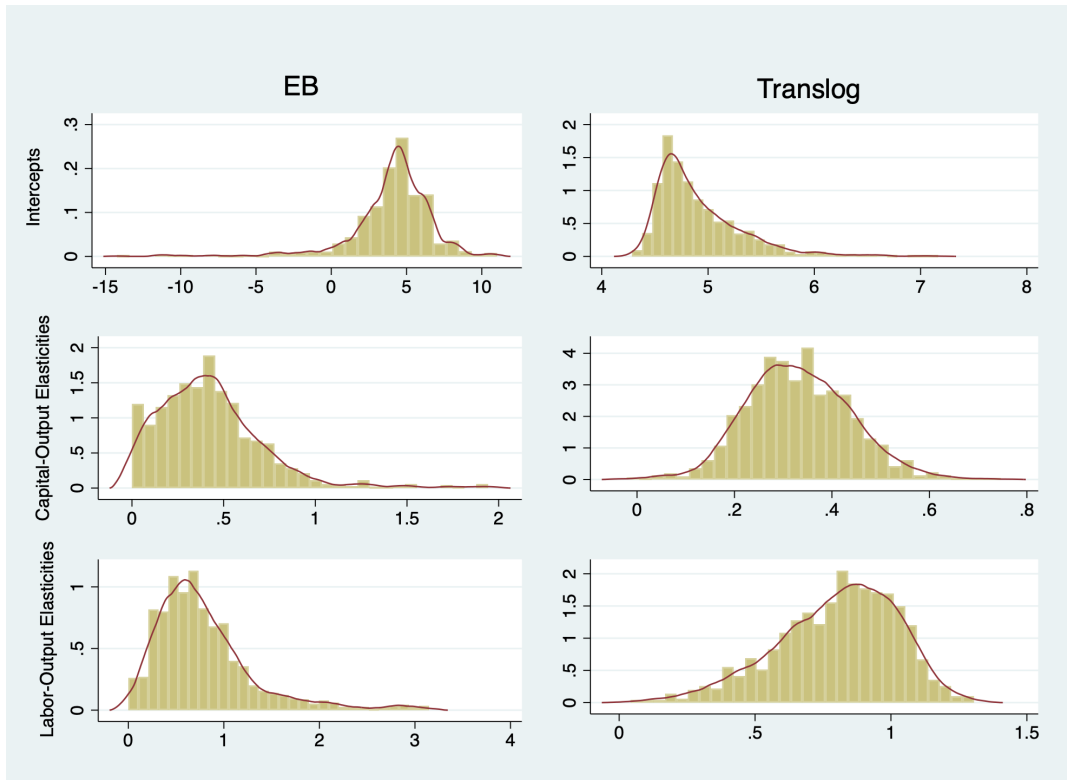 EB
Translog
Intercepts
.3
.2
.1
0
-15 -10 -5 0 5 10
2
1.5
1
.5
0
4 5 6 7 8
Capital-Output Elasticities
2
1.5
1
.5
0
0 .5 1 1.5 2
4
3
2
1
0
0 .2 .4 .6 .8
Labor-Output Elasticities
1
.5
0
0 1 2 3 4
2
1.5
1
.5
0
0 .5 1 1.5